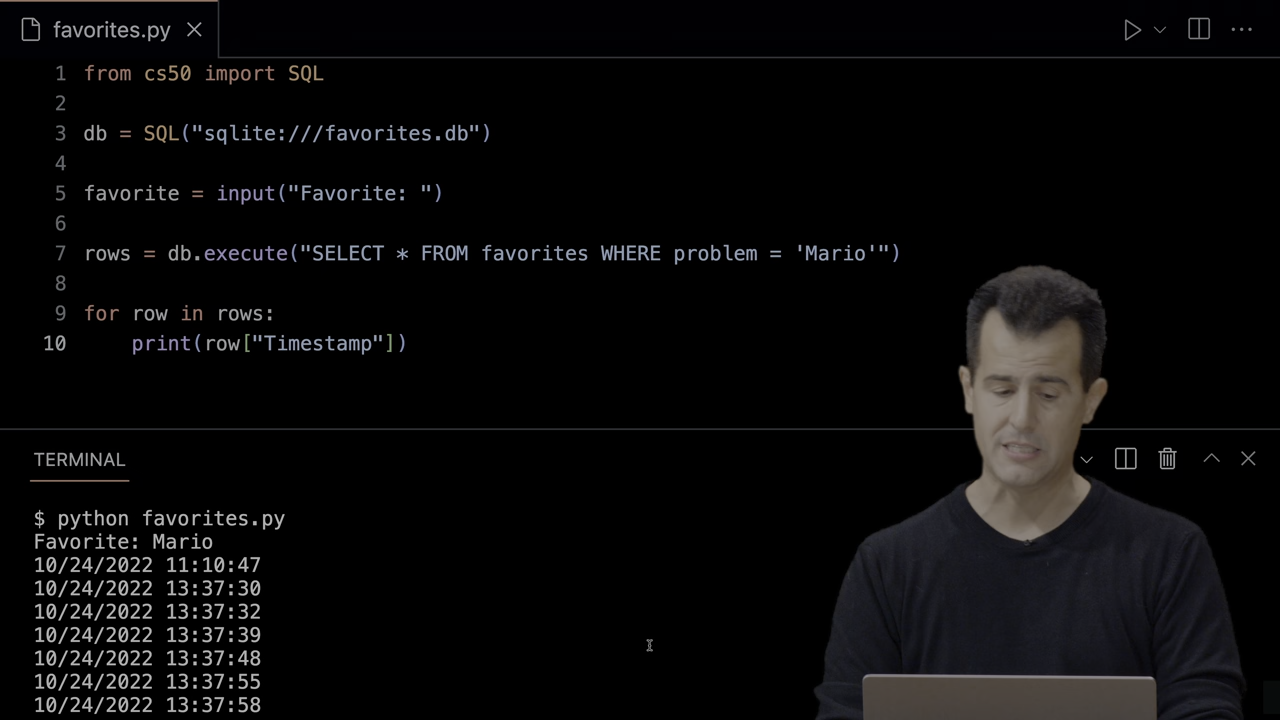 favorites.py
1 from cs50 import SQL
2
3 db = SQL("sqlite:///favorites.db")
4
5 favorite = input("Favorite: ")
6
7 rows = db.execute("SELECT * FROM favorites WHERE problem = 'Mario'")
8
9 for row in rows:
10     print(row["Timestamp"])
TERMINAL
$ python favorites.py
Favorite: Mario
10/24/2022 11:10:47
10/24/2022 13:37:30
10/24/2022 13:37:32
10/24/2022 13:37:39
10/24/2022 13:37:48
10/24/2022 13:37:55
10/24/2022 13:37:58